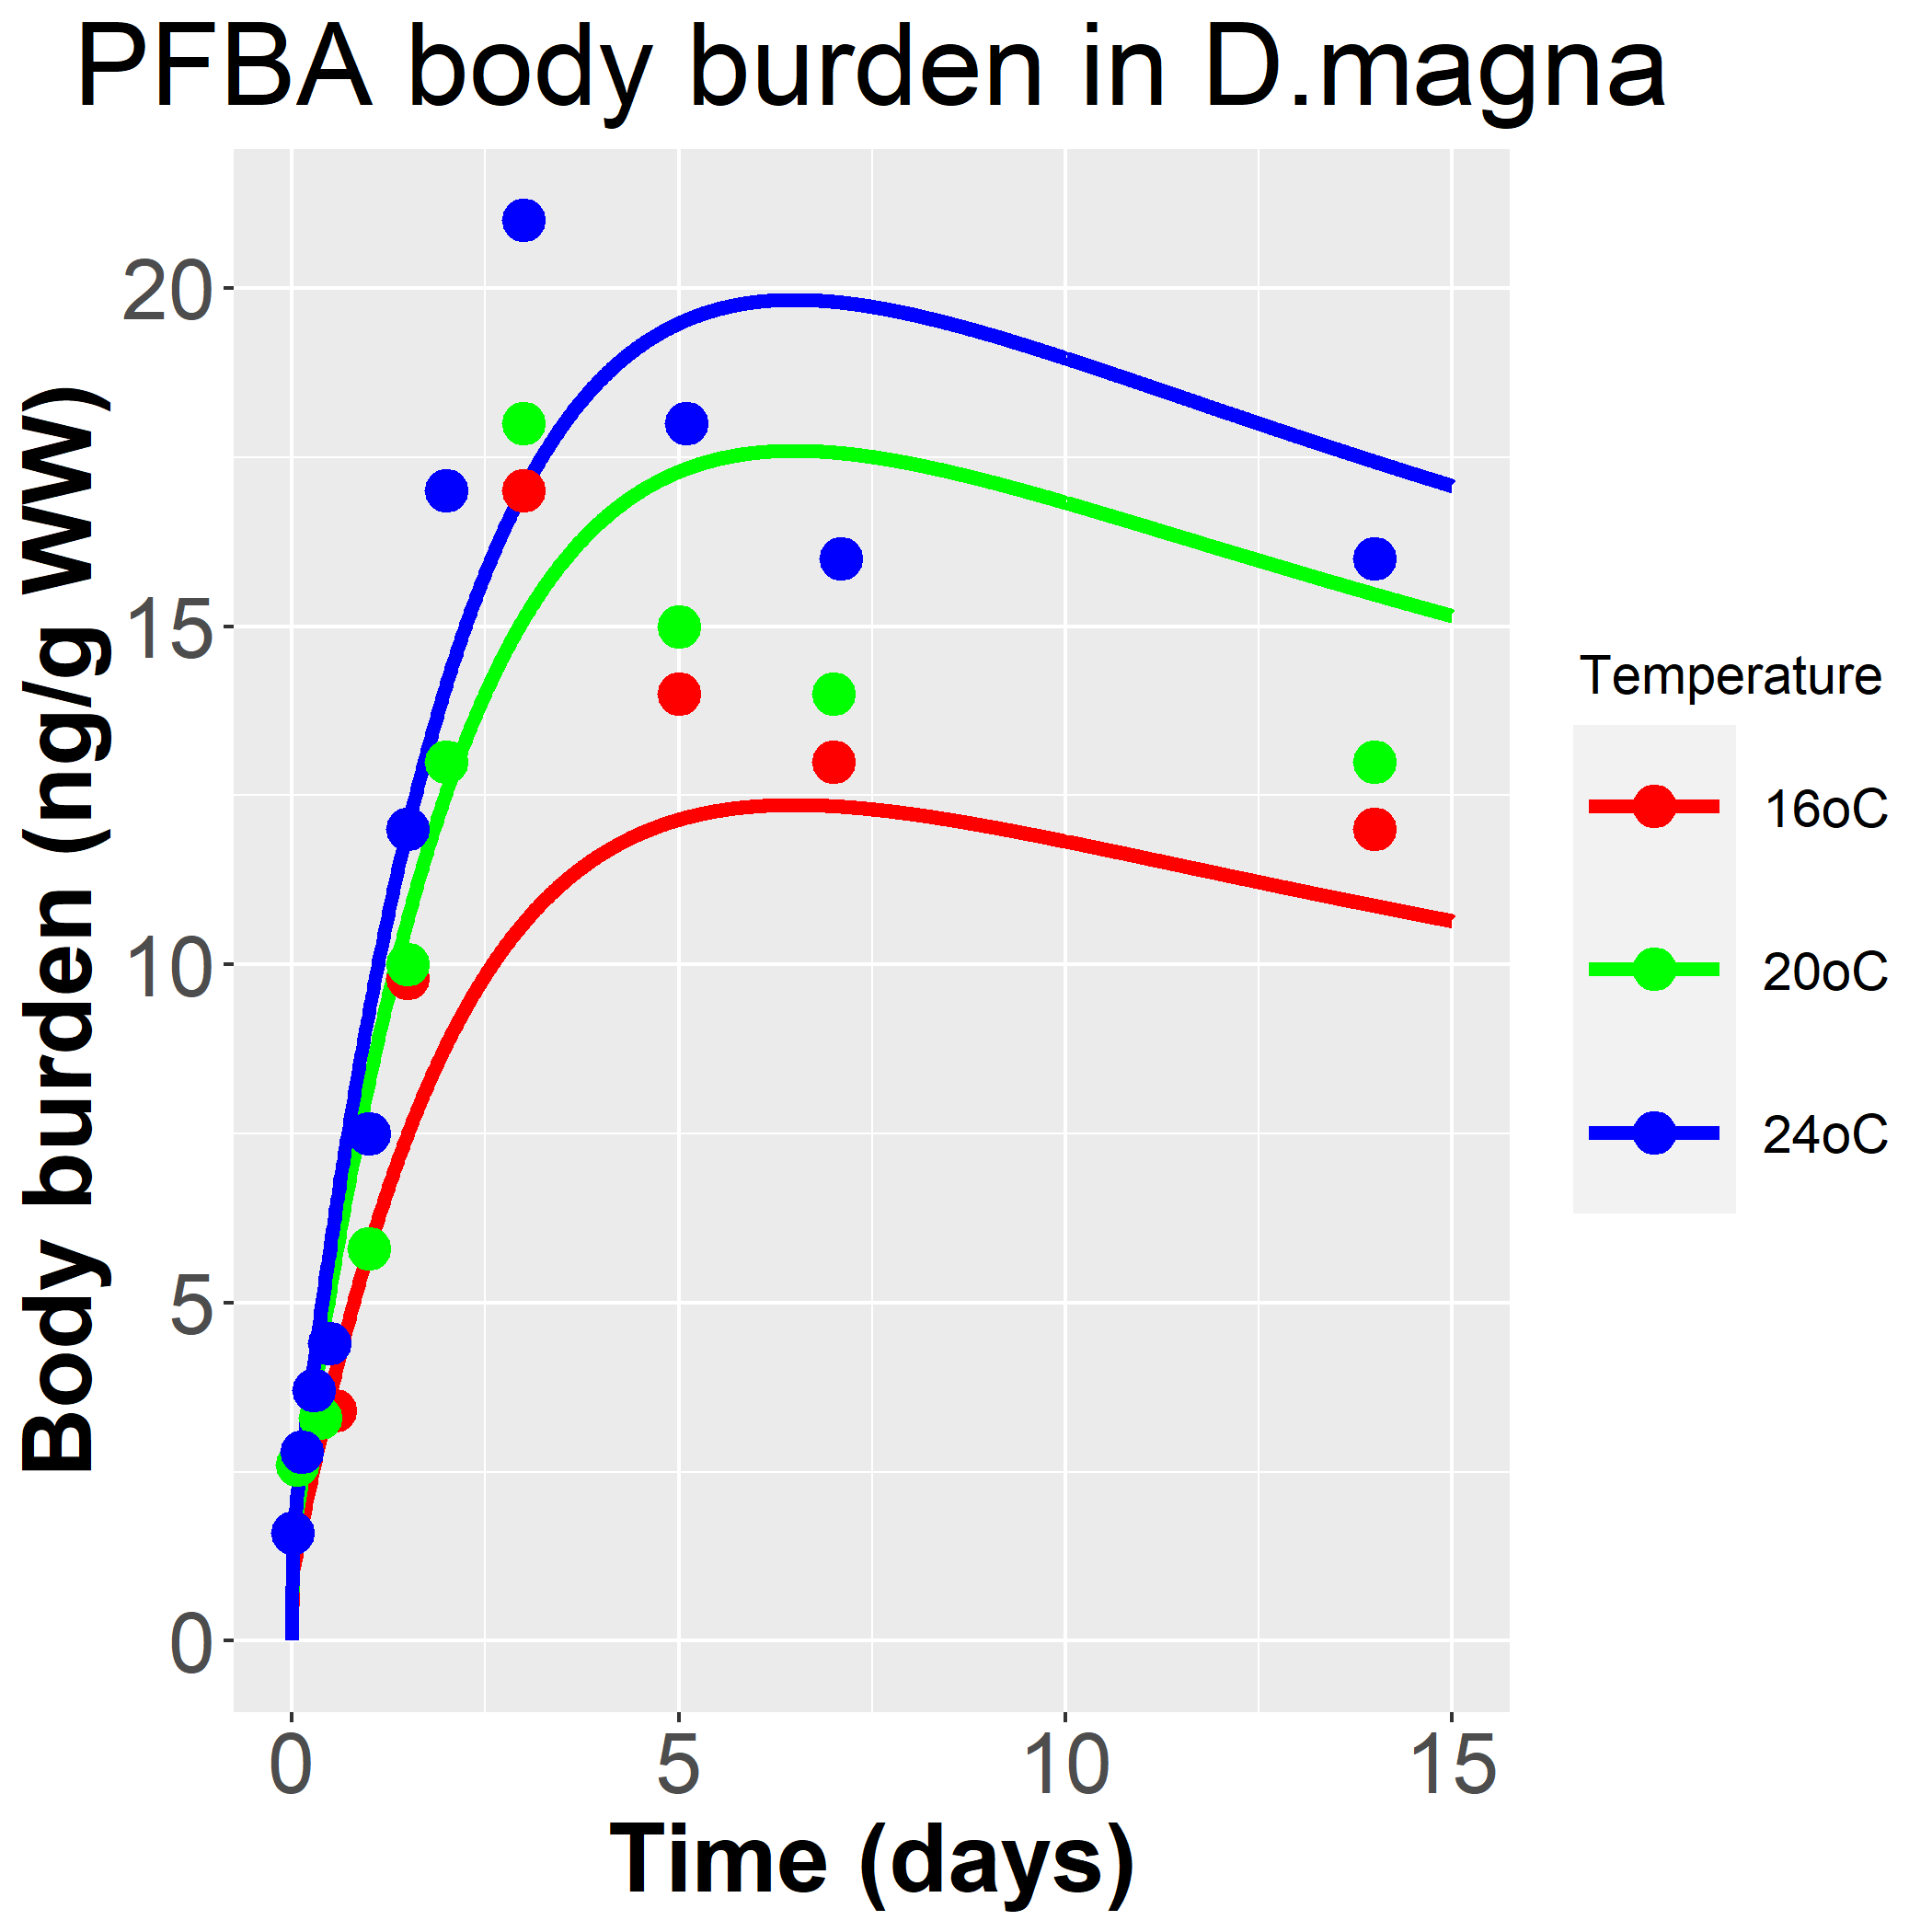 PFBA body burden in D.magna
Body burden (ng/g WW)
20
15
10
5
0
0 5 10 15
Time (days)
Temperature
16oC
20oC
24oC